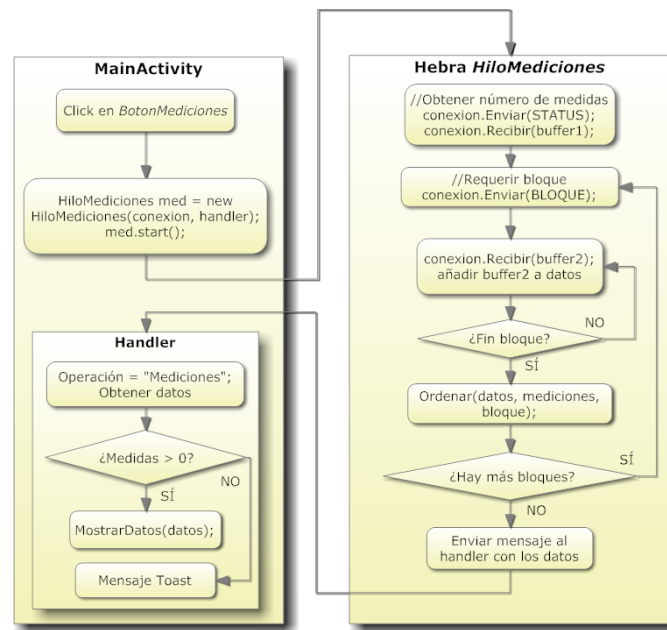 MainActivity
Click en BotonMediciones
HiloMediciones med = new
HiloMediciones(conexion, handler);
med.start();
Handler
Operación = "Mediciones";
Obtener datos
¿Medidas > 0?
NO
SÍ
MostrarDatos(datos);
Mensaje Toast
Hebra HiloMediciones
//Obtener número de medidas
conexion.Enviar(STATUS);
conexion.Recibir(buffer1);
//Requerir bloque
conexion.Enviar(BLOQUE);
conexion.Recibir(buffer2);
añadir buffer2 a datos
NO
¿Fin bloque?
SÍ
Ordenar(datos, mediciones,
bloque);
SÍ
¿Hay más bloques?
NO
Enviar mensaje al
handler con los datos